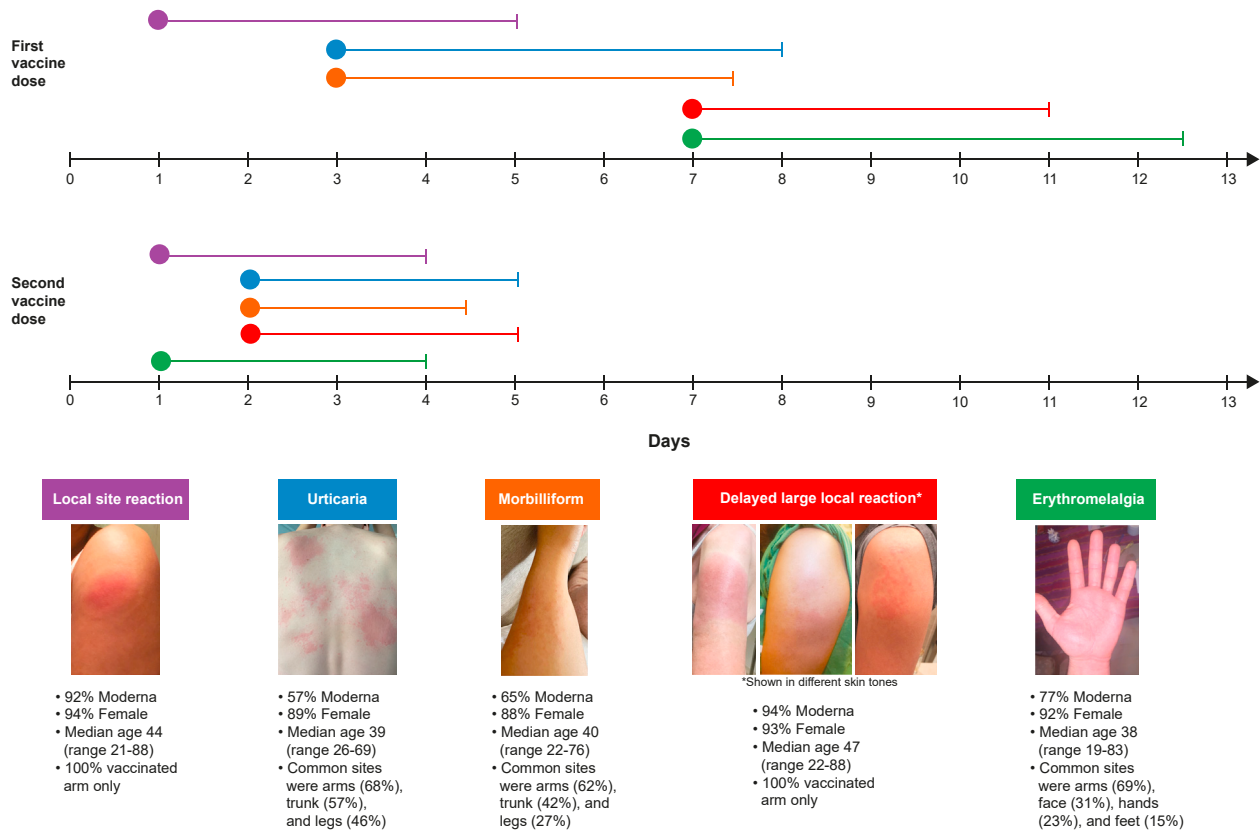 First
vaccine
dose
0 1 2 3 4 5 6 7 8 9 10 11 12 13
Second
vaccine
dose
0 1 2 3 4 5 6 7 8 9 10 11 12 13
Days
Local site reaction
• 92% Moderna
• 94% Female
• Median age 44
(range 21-88)
• 100% vaccinated
arm only
Urticaria
• 57% Moderna
• 89% Female
• Median age 39
(range 26-69)
• Common sites
were arms (68%),
trunk (57%),
and legs (46%)
Morbilliform
• 65% Moderna
• 88% Female
• Median age 40
(range 22-76)
• Common sites
were arms (62%),
trunk (42%), and
legs (27%)
Delayed large local reaction*
*Shown in different skin tones
• 94% Moderna
• 93% Female
• Median age 47
(range 22-88)
• 100% vaccinated
arm only
Erythromelalgia
• 77% Moderna
• 92% Female
• Median age 38
(range 19-83)
• Common sites
were arms (69%),
face (31%), hands
(23%), and feet (15%)